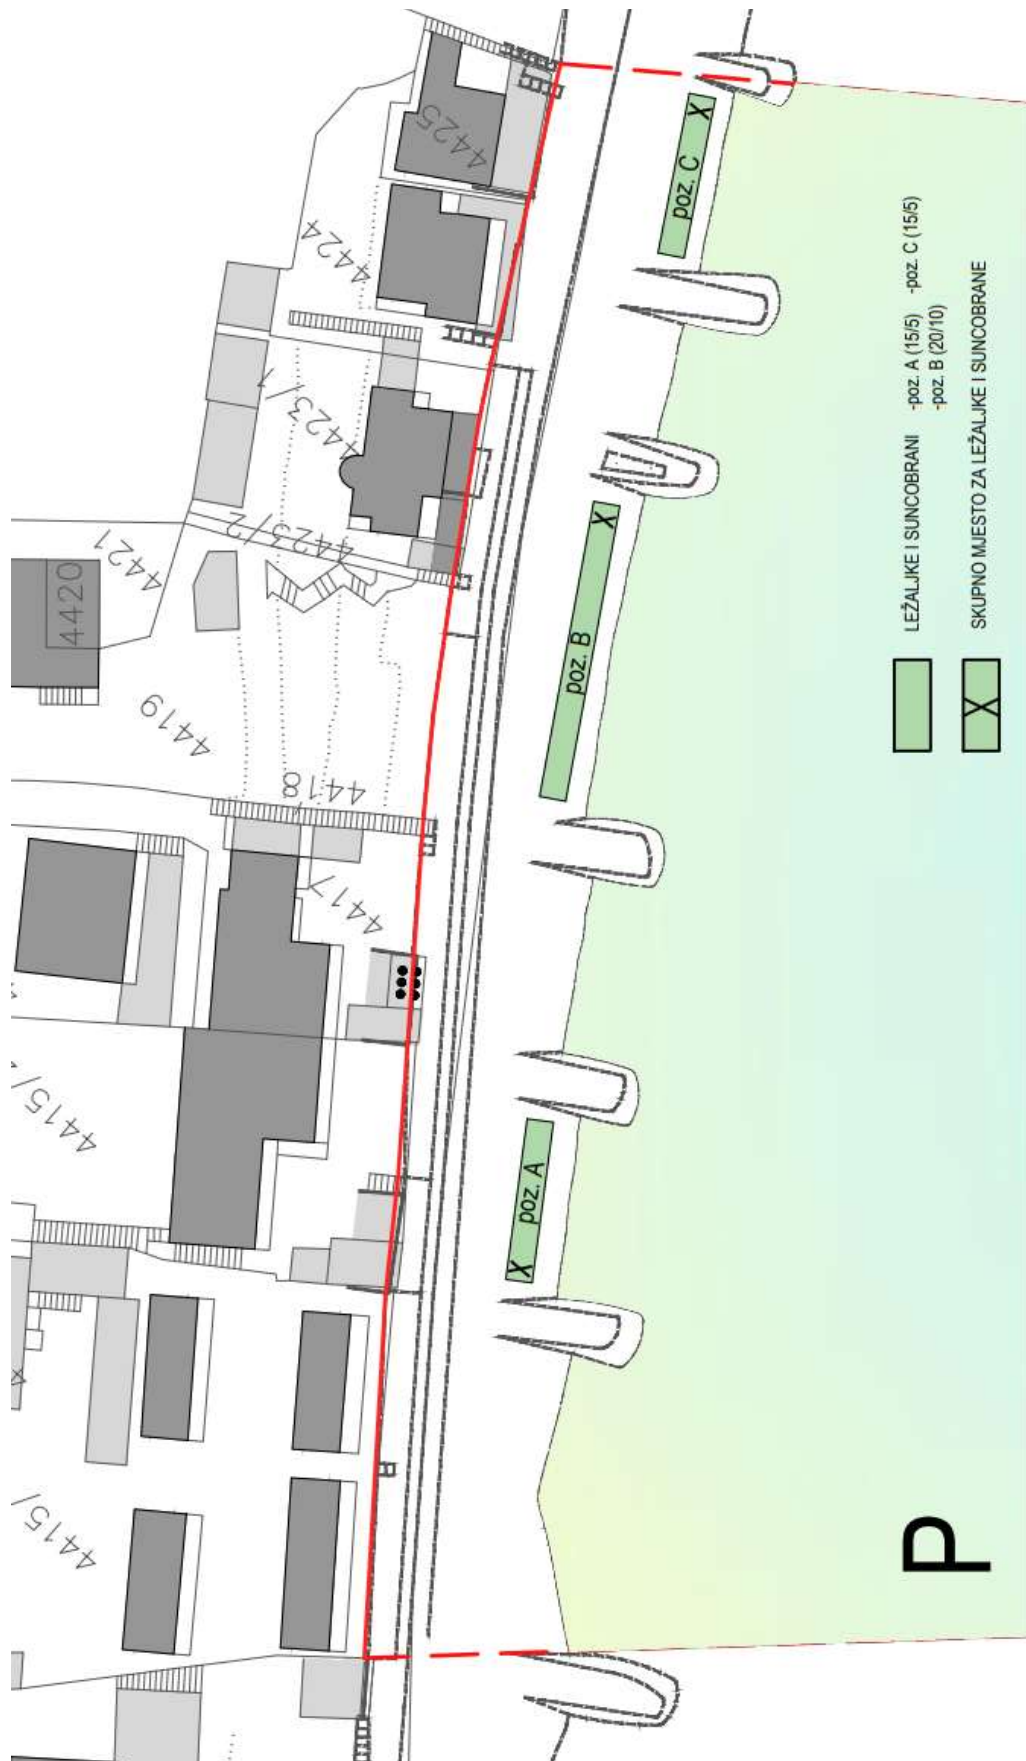 4425
4424
4423/1
4423/2
4421
4420
4419
4418
4417
4415/
4415/
poz. C
poz. B
poz. A
LEŽALJKE I SUNCOBRANI -poz. A (15/5) -poz. C (15/5)
-poz. B (20/10)
X SKUPNO MJESTO ZA LEŽALJKE I SUNCOBRANE
X
X
X
P